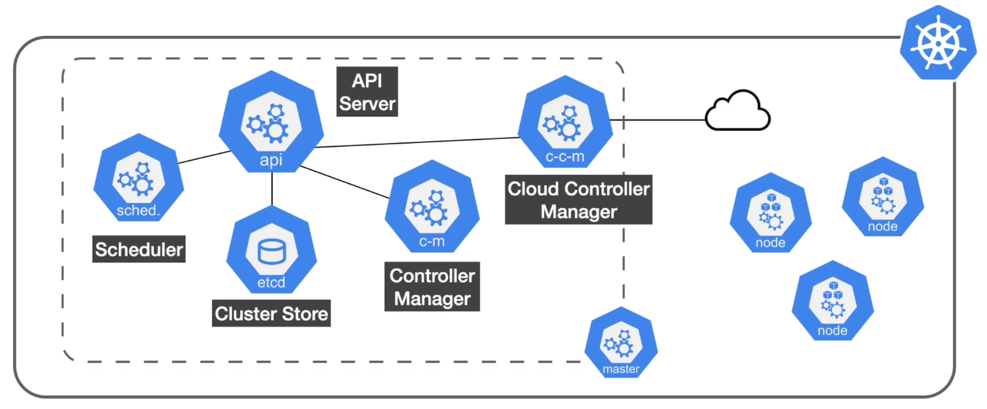 API
Server
api
c-c-m
sched.
Scheduler
etcd
Cluster Store
c-m
Controller
Manager
Cloud Controller
Manager
master
node
node
node